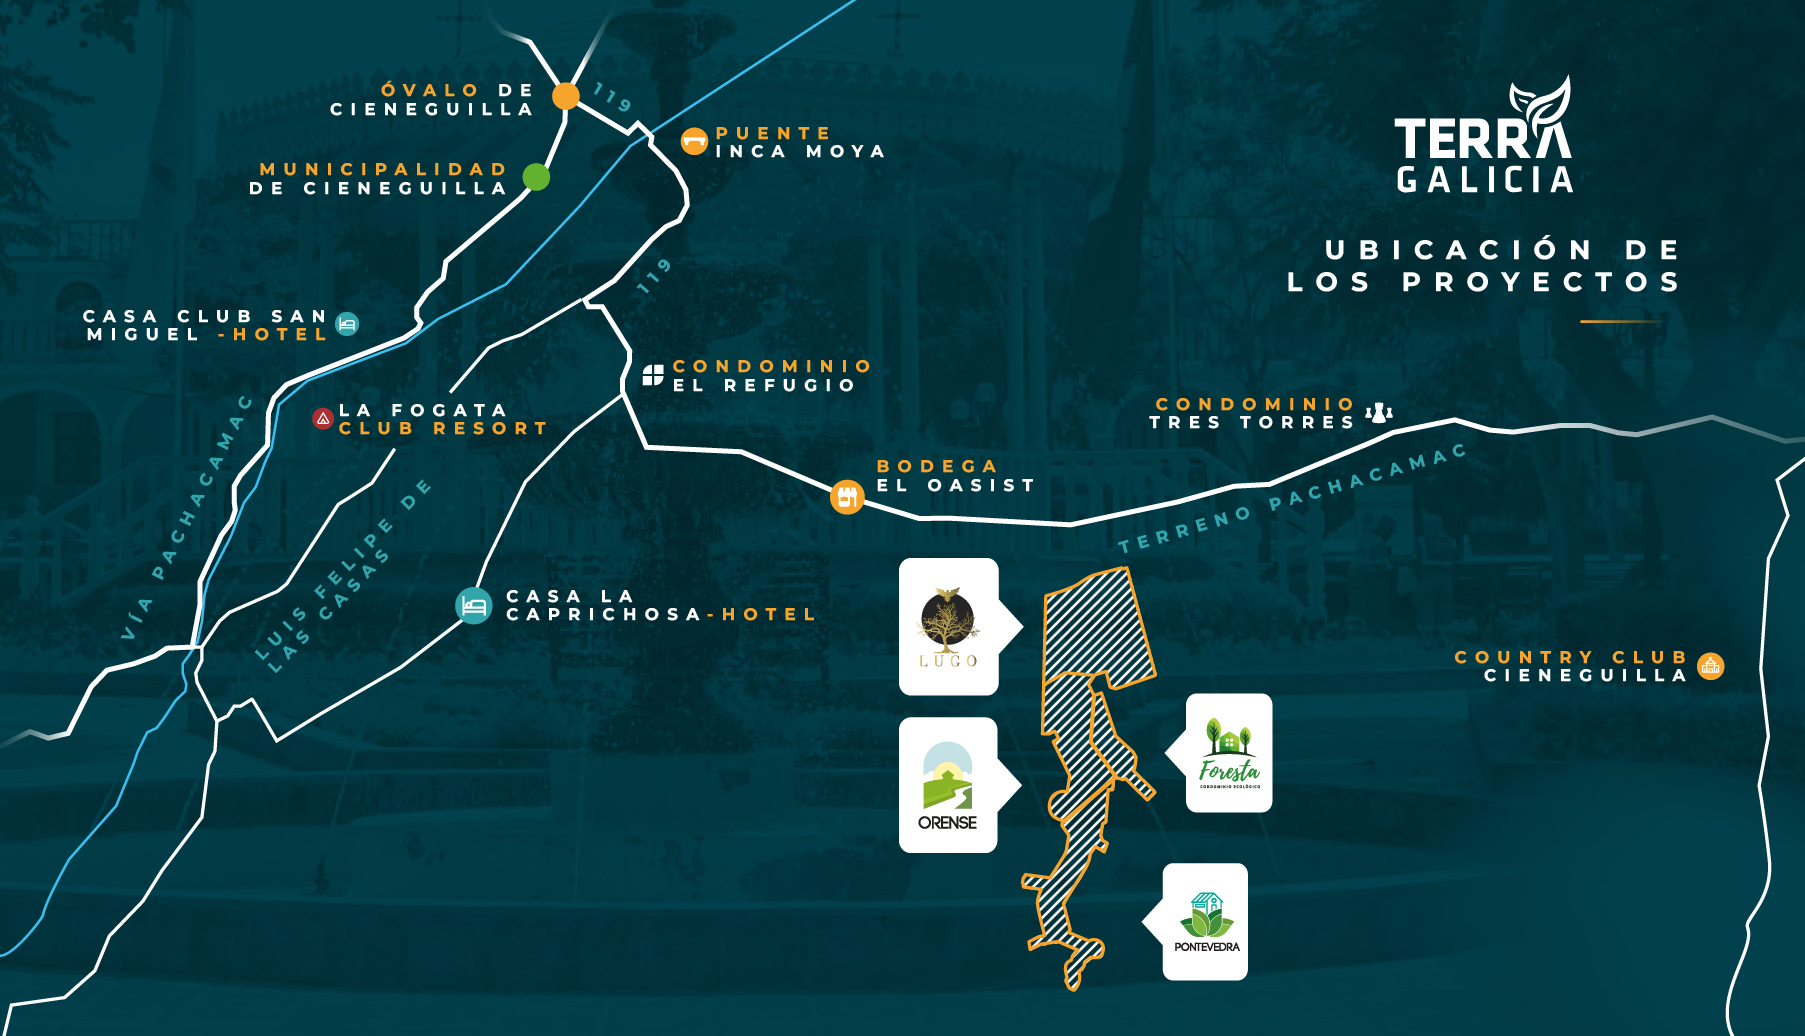 TERRA
GALICIA
UBICACIÓN DE
LOS PROYECTOS
ÓVALO DE
CIENEGUILLA
119
PUENTE
INCA MOYA
MUNICIPALIDAD
DE CIENEGUILLA
119
CASA CLUB SAN
MIGUEL -HOTEL
CONDOMINIO
EL REFUGIO
LA FOGATA
CLUB RESORT
CONDOMINIO
TRES TORRES
VÍA PACHACAMAC
BODEGA
EL OASIST
TERRENO PACHACAMAC
LUIS FELIPE DE
LAS CASAS
CASA LA
CAPRICHOSA-HOTEL
LUGO
COUNTRY CLUB
CIENEGUILLA
Foresta
CONDOMINIO ECOLÓGICO
ORENSE
PONTEVEDRA